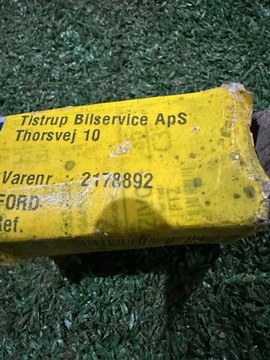 Tistrup Bilservice ApS
Thorsvej 10
Varenr 2178892
FORD
Ref.